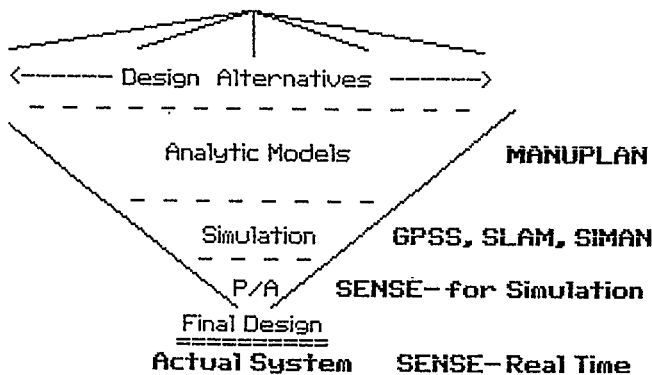 Design Alternatives
Analytic Models MANUPLAN
Simulation GPSS, SLAM, SIMAN
P/A SENSE-for Simulation
Final Design
Actual System SENSE-Real Time